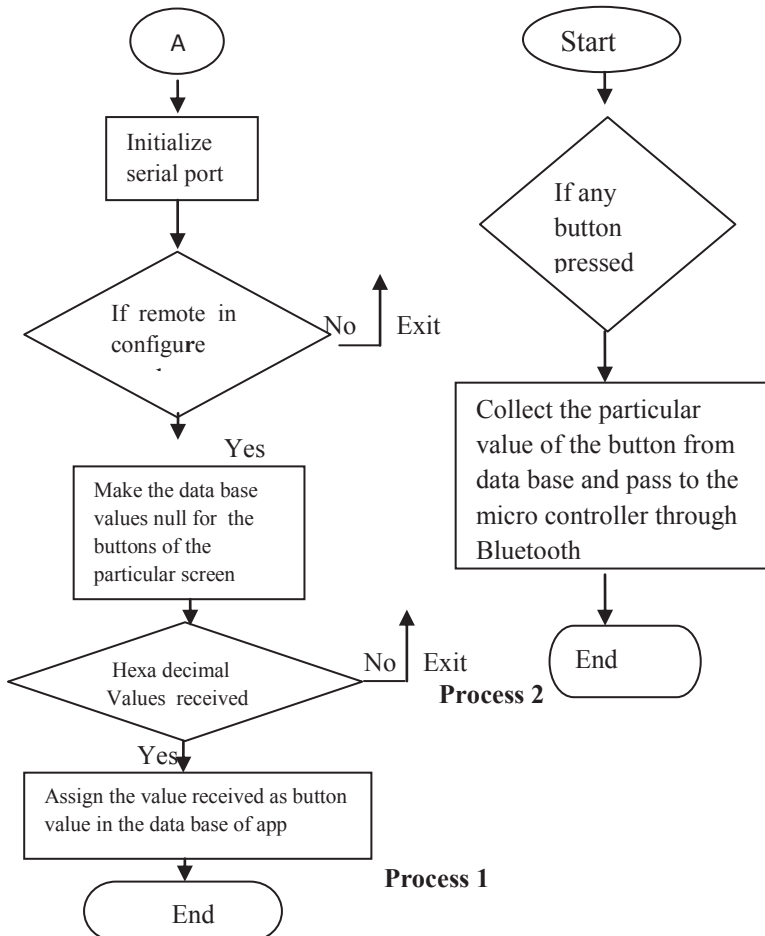 A
Initialize
serial port
If remote in
configure
No Exit
Yes
Make the data base
values null for the
buttons of the
particular screen
Hexa decimal
Values received
No Exit
Yes
Assign the value received as button
value in the data base of app
End
Process 1
Start
If any
button
pressed
Collect the particular
value of the button from
data base and pass to the
micro controller through
Bluetooth
End
Process 2